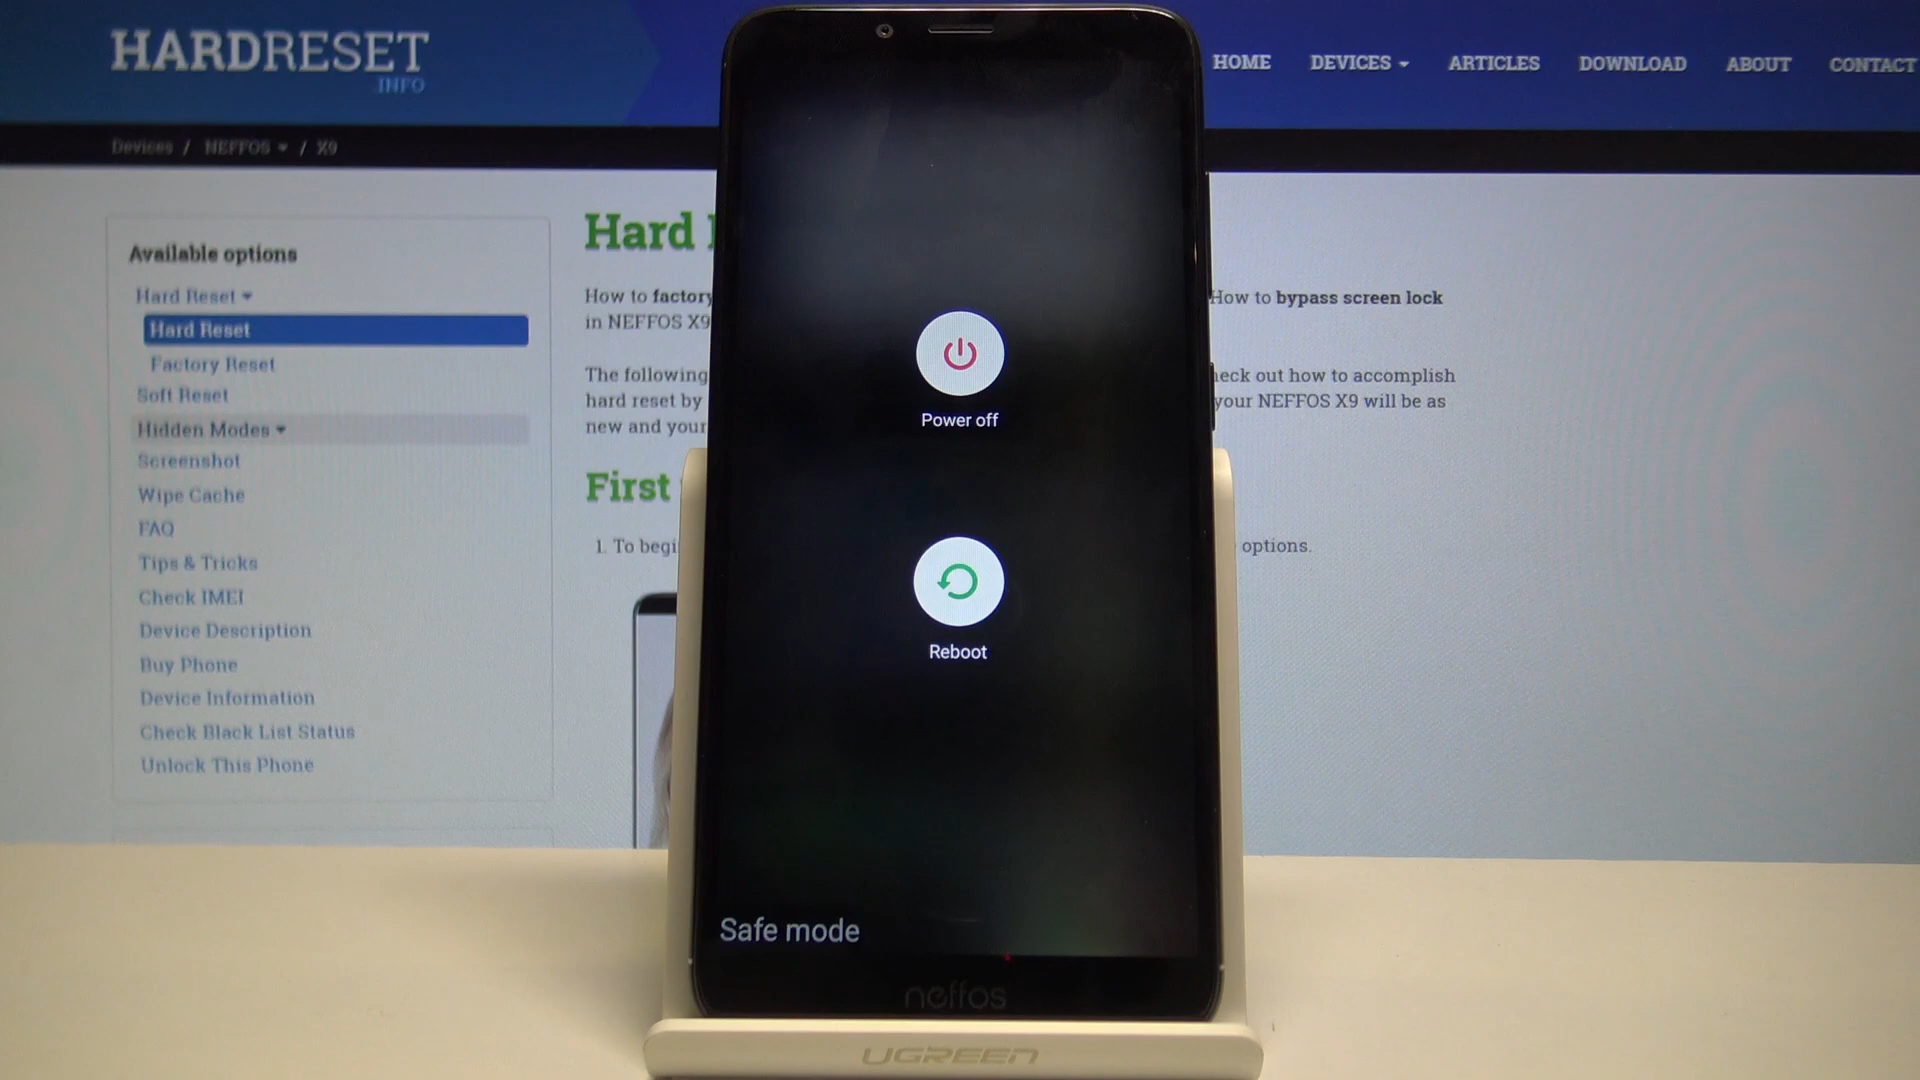 HARDRESET
.INFO
HOME DEVICES ARTICLES DOWNLOAD ABOUT CONTACT
Devices / NEFFOS / X9
Available options
Hard Reset
Hard Reset
Factory Reset
Soft Reset
Hidden Modes
Screenshot
Wipe Cache
FAQ
Tips & Tricks
Check IMEI
Device Description
Buy Phone
Device Information
Check Black List Status
Unlock This Phone
Hard
How to factory How to bypass screen lock
in NEFFOS X9
The following heck out how to accomplish
hard reset by your NEFFOS X9 will be as
new and your
First
1. To begi options.
Power off
Reboot
Safe mode
neffos
UGREEN